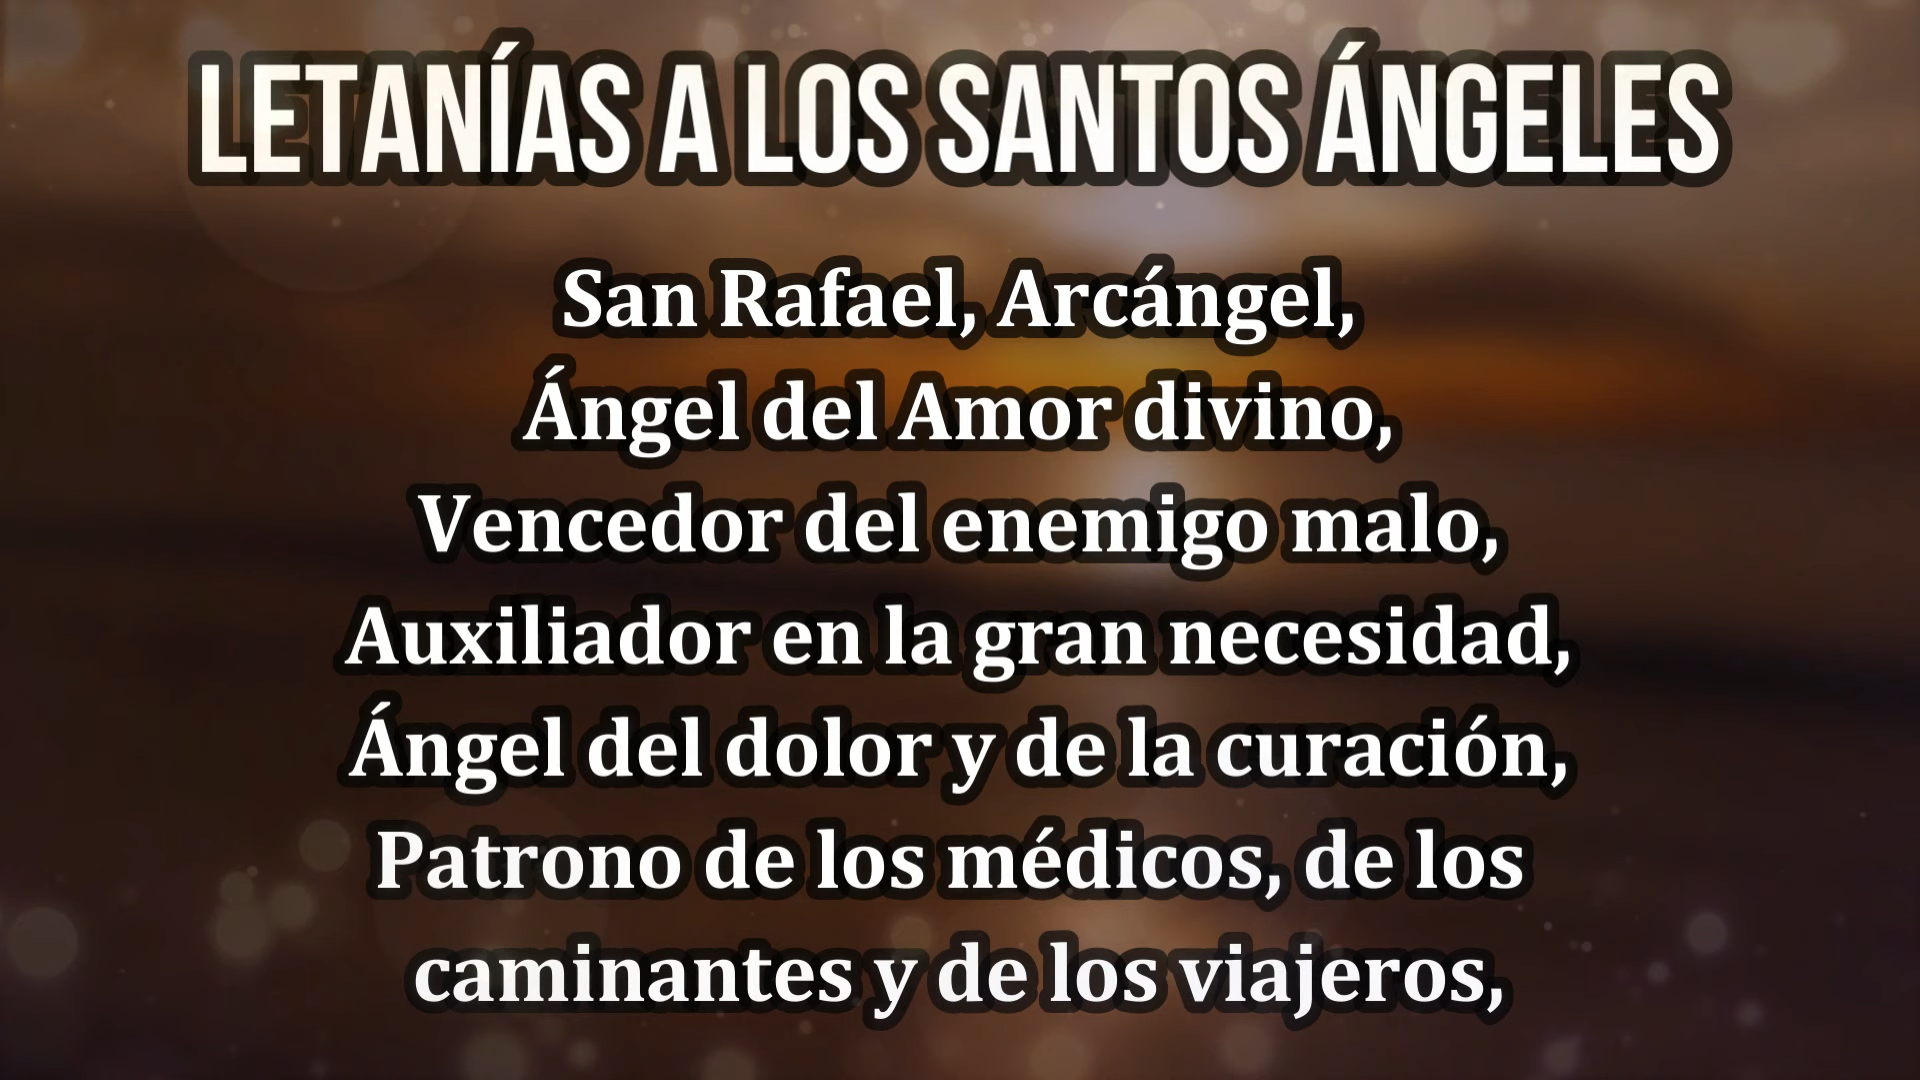 LETANÍAS A LOS SANTOS ÁNGELES
San Rafael, Arcángel,
Ángel del Amor divino,
Vencedor del enemigo malo,
Auxiliador en la gran necesidad,
Ángel del dolor y de la curación,
Patrono de los médicos, de los
caminantes y de los viajeros,